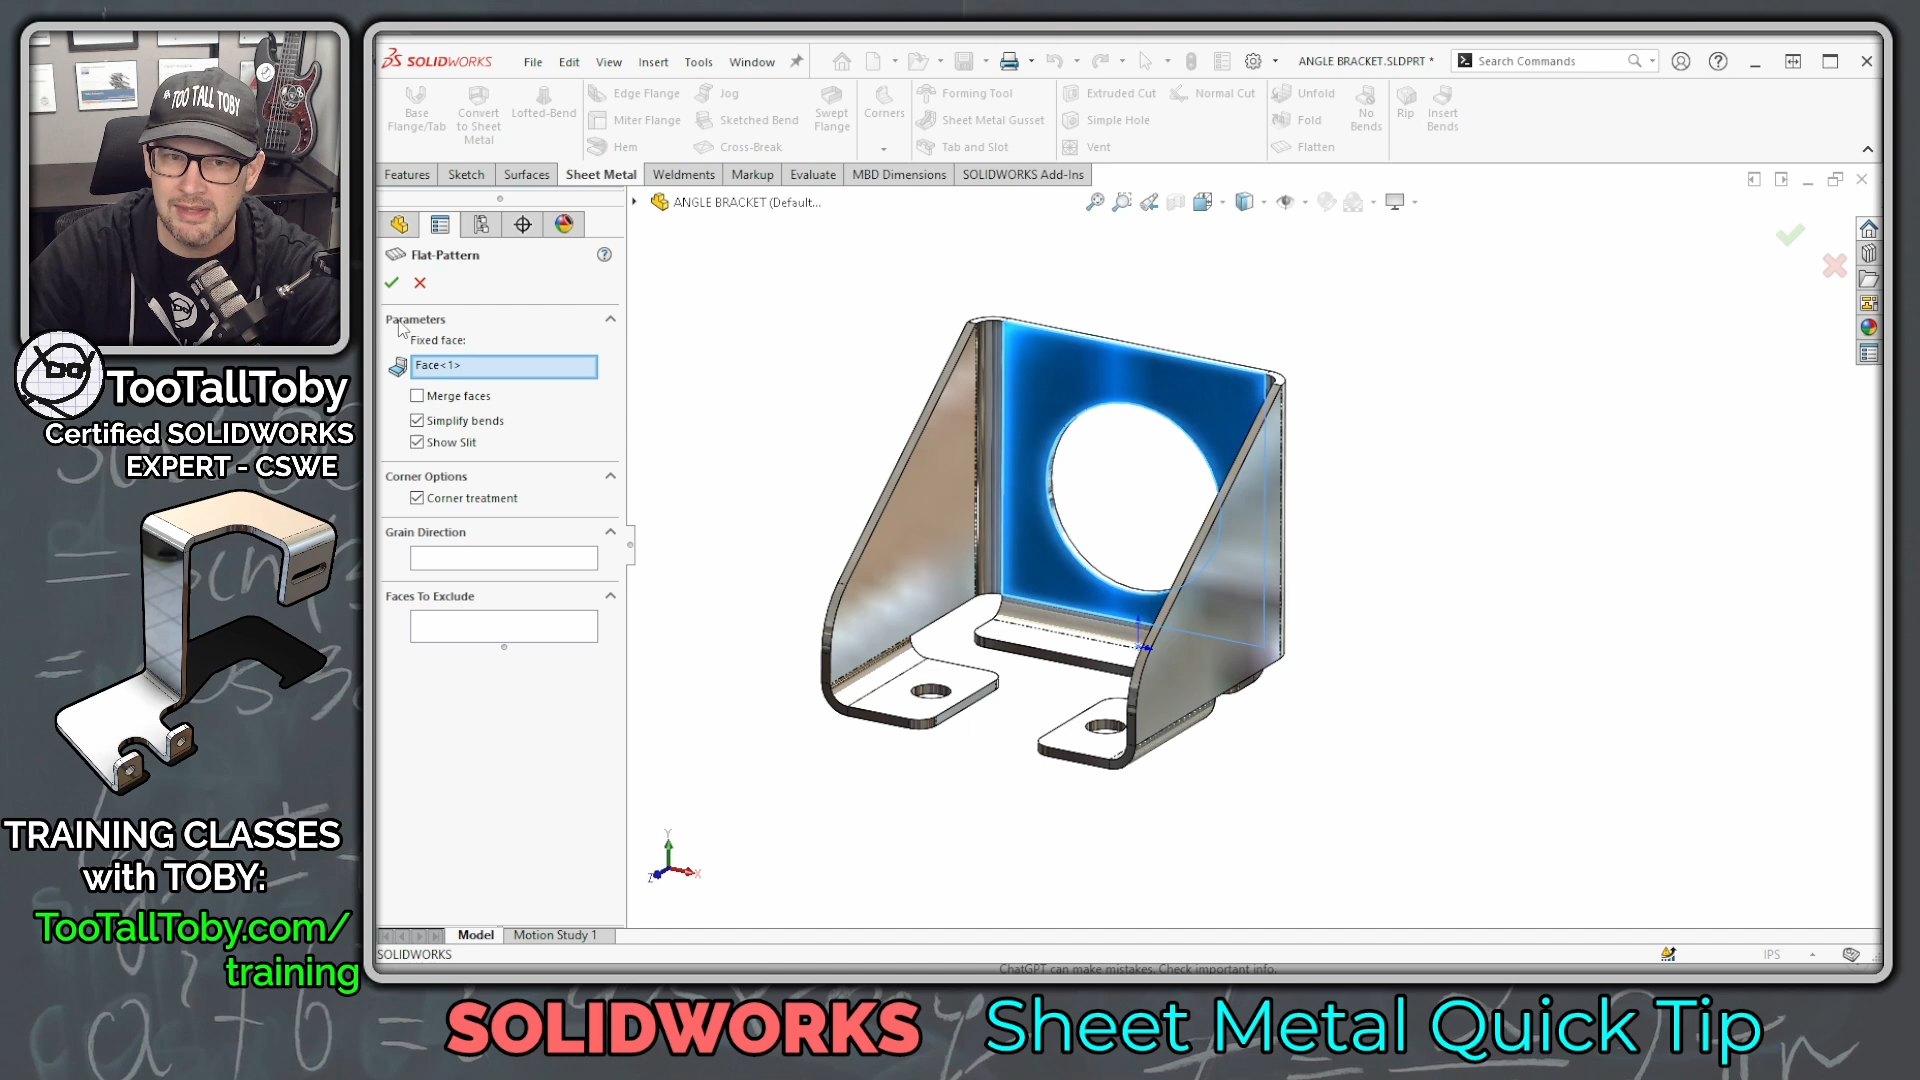 SOLIDWORKS
File Edit View Insert Tools Window
ANGLE BRACKET.SLDPRT *
Search Commands
Base Flange/Tab
Convert to Sheet Metal
Lofted-Bend
Edge Flange
Miter Flange
Hem
Jog
Sketched Bend
Cross-Break
Swept Flange
Corners
Forming Tool
Sheet Metal Gusset
Tab and Slot
Extruded Cut
Simple Hole
Vent
Normal Cut
Unfold
Fold
Flatten
No Bends
Rip
Insert Bends
Features Sketch Surfaces Sheet Metal Weldments Markup Evaluate MBD Dimensions SOLIDWORKS Add-Ins
ANGLE BRACKET (Default...
Flat-Pattern
Parameters
Fixed face:
Face<1>
Merge faces
Simplify bends
Show Slit
Corner Options
Corner treatment
Grain Direction
Faces To Exclude
Y
X
Z
Model Motion Study 1
SOLIDWORKS
IPS
ChatGPT can make mistakes. Check important info.
TOO TALL TOBY
TooTallToby
Certified SOLIDWORKS
EXPERT - CSWE
TRAINING CLASSES
with TOBY:
TooTallToby.com/
training
SOLIDWORKS Sheet Metal Quick Tip